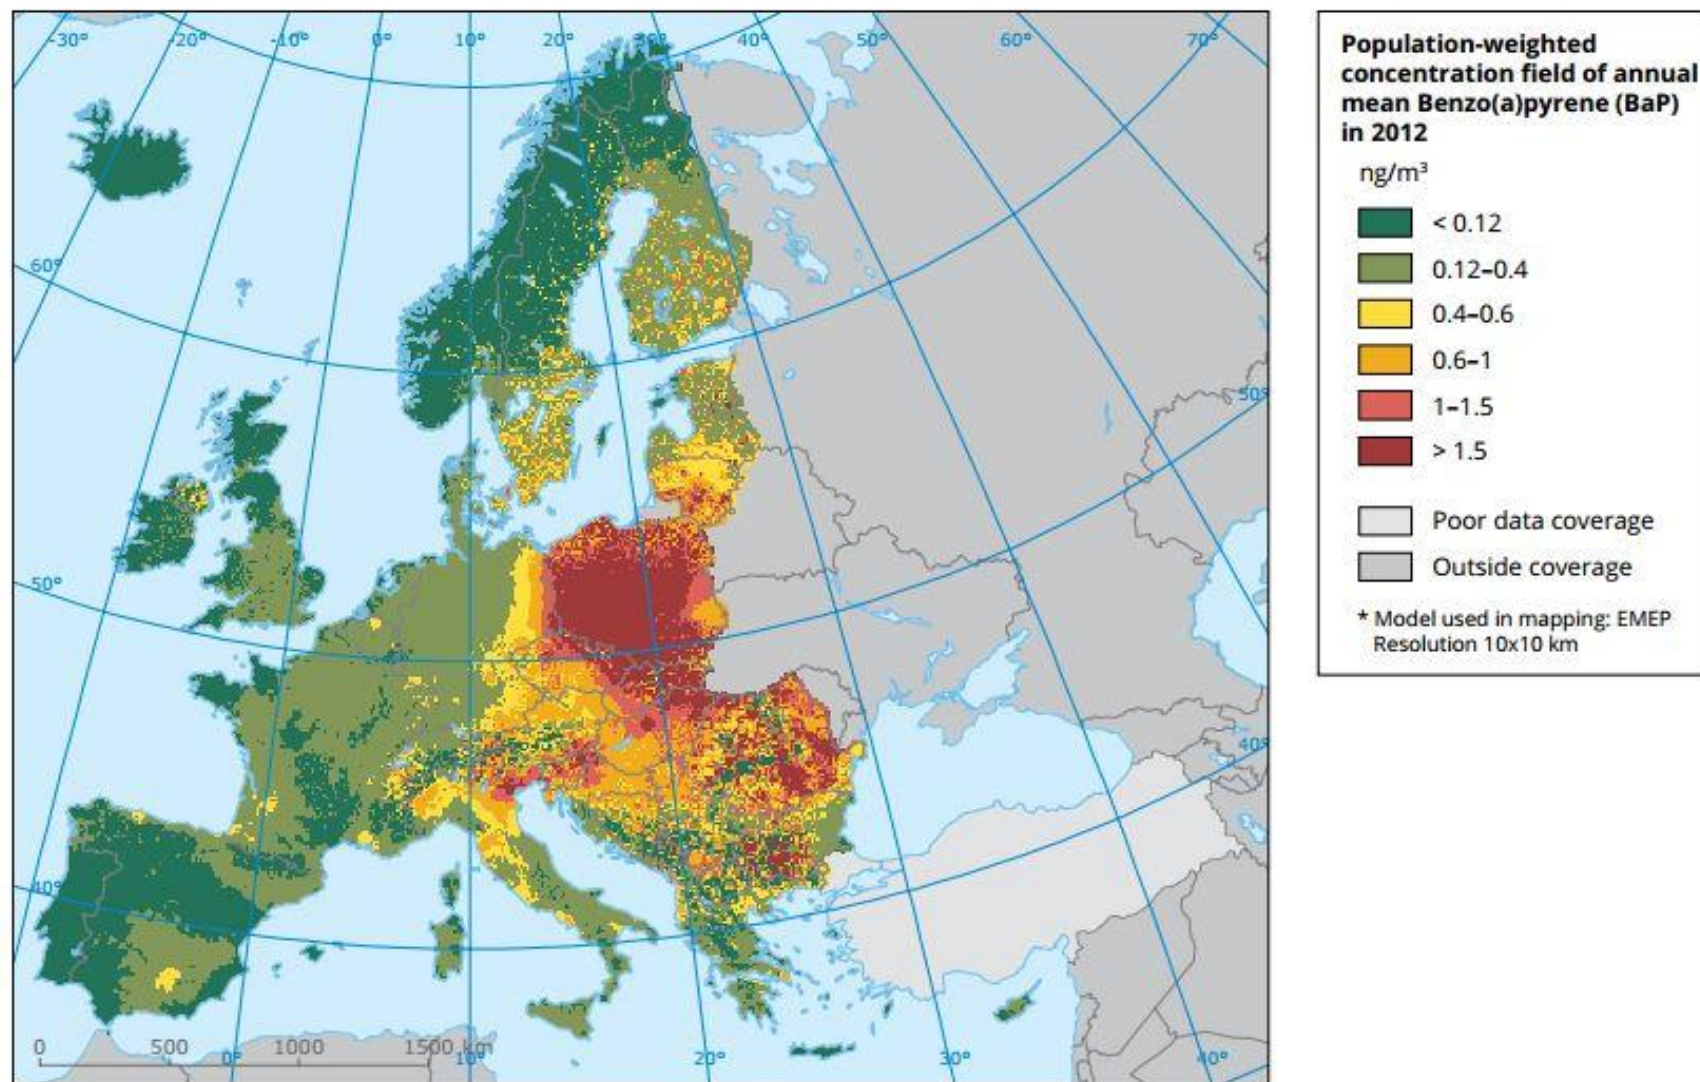 -30° -20° -10° 0° 10° 20° 30° 40° 50° 60° 70°
60°
50°
50°
40°
40°
0 500 1000 1500 km
0° 10° 20° 30° 40°
Population-weighted
concentration field of annual
mean Benzo(a)pyrene (BaP)
in 2012
ng/m³
< 0.12
0.12–0.4
0.4–0.6
0.6–1
1–1.5
> 1.5
Poor data coverage
Outside coverage
* Model used in mapping: EMEP
Resolution 10x10 km